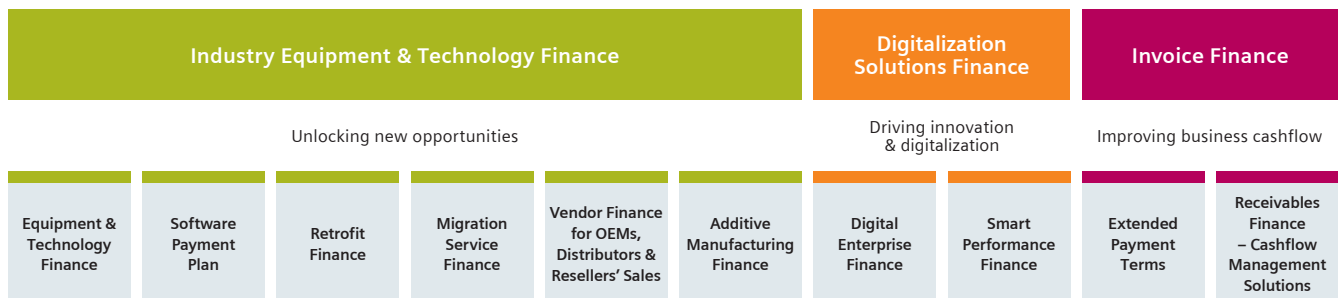 Industry Equipment & Technology Finance
Digitalization
Solutions Finance
Invoice Finance
Unlocking new opportunities
Driving innovation
& digitalization
Improving business cashflow
Equipment &
Technology
Finance
Software
Payment
Plan
Retrofit
Finance
Migration
Service
Finance
Vendor Finance
for OEMs,
Distributors &
Resellers’ Sales
Additive
Manufacturing
Finance
Digital
Enterprise
Finance
Smart
Performance
Finance
Extended
Payment
Terms
Receivables
Finance
– Cashflow
Management
Solutions